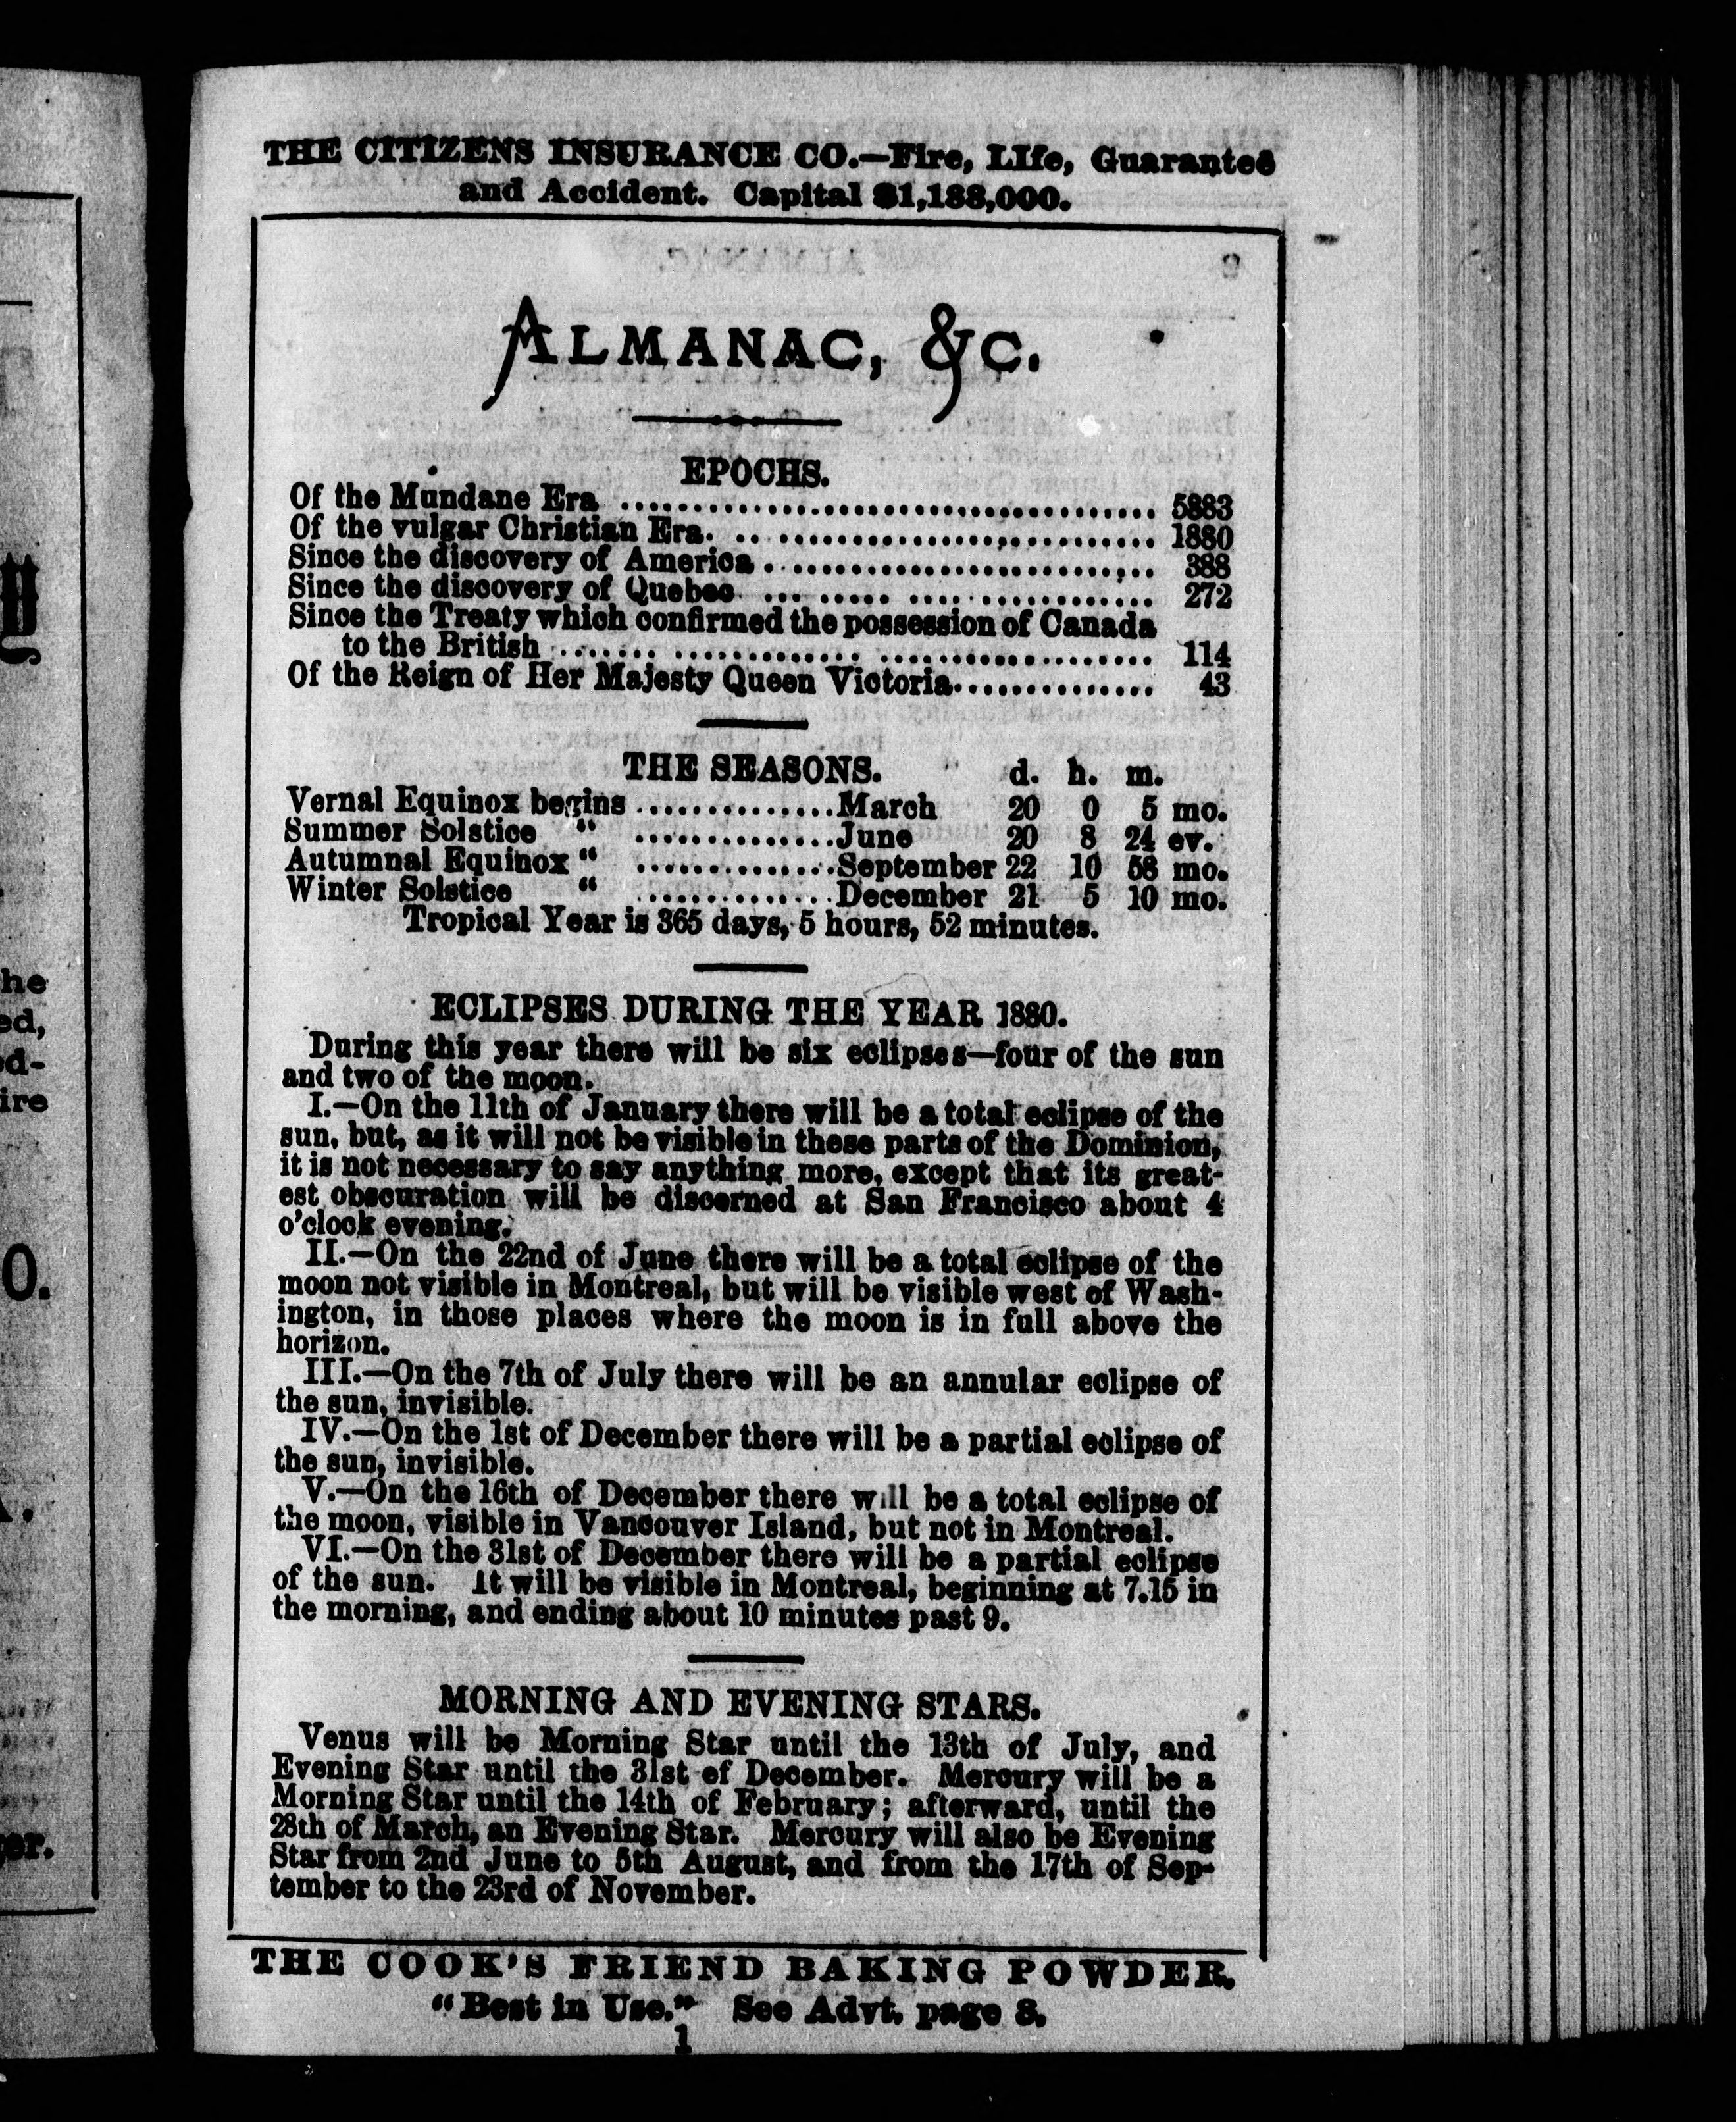 THE CITIZENS INSURANCE CO.—Fire, LIfe, Guarantee
and Accident. Capital $1,188,000.
9
ALMANAC, &C.
EPOCHS.
Of the Mundane Era ........................................ 5883
Of the vulgar Christian Era. .............................. 1880
Since the discovery of America ............................ 388
Since the discovery of Quebec ............................. 272
Since the Treaty which confirmed the possession of Canada
to the British ............................................ 114
Of the Reign of Her Majesty Queen Victoria............... 43
THE SEASONS. d. h. m.
Vernal Equinox begins ..............March 20 0 5 mo.
Summer Solstice " ..............June 20 8 24 ev.
Autumnal Equinox " ..............September 22 10 58 mo.
Winter Solstice " ..............December 21 5 10 mo.
Tropical Year is 365 days, 5 hours, 52 minutes.
ECLIPSES DURING THE YEAR 1880.
During this year there will be six eclipses—four of the sun
and two of the moon.
I.—On the 11th of January there will be a total eclipse of the
sun, but, as it will not be visible in these parts of the Dominion,
it is not necessary to say anything more, except that its great-
est obscuration will be discerned at San Francisco about 4
o'clock evening.
II.—On the 22nd of June there will be a total eclipse of the
moon not visible in Montreal, but will be visible west of Wash-
ington, in those places where the moon is in full above the
horizon.
III.—On the 7th of July there will be an annular eclipse of
the sun, invisible.
IV.—On the 1st of December there will be a partial eclipse of
the sun, invisible.
V.—On the 16th of December there will be a total eclipse of
the moon, visible in Vancouver Island, but not in Montreal.
VI.—On the 31st of December there will be a partial eclipse
of the sun. It will be visible in Montreal, beginning at 7.15 in
the morning, and ending about 10 minutes past 9.
MORNING AND EVENING STARS.
Venus will be Morning Star until the 13th of July, and
Evening Star until the 31st of December. Mercury will be a
Morning Star until the 14th of February; afterward, until the
28th of March, an Evening Star. Mercury will also be Evening
Star from 2nd June to 5th August, and from the 17th of Sep-
tember to the 23rd of November.
THE COOK'S FRIEND BAKING POWDER.
"Best in Use." See Advt. page 8.
1